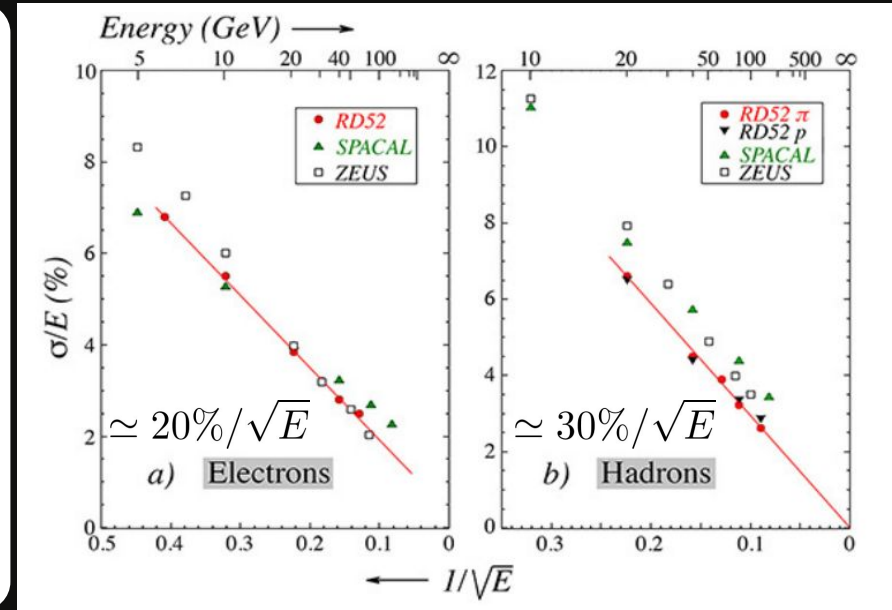 Energy (GeV) →
5 10 20 40 100 ∞
10 20 50 100 500 ∞
10
8
6
4
2
0
σ/E (%)
RD52
SPACAL
ZEUS
≃ 20%/√E
a) Electrons
0.5 0.4 0.3 0.2 0.1 0
12
10
8
6
4
2
0
RD52 π
RD52 p
SPACAL
ZEUS
≃ 30%/√E
b) Hadrons
0.3 0.2 0.1 0
← 1/√E